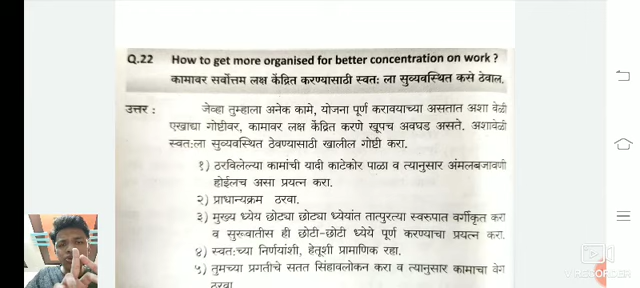 Q.22 How to get more organised for better concentration on work ?
कामावर सर्वोत्तम लक्ष केंद्रित करण्यासाठी स्वत: ला सुव्यवस्थित कसे ठेवाल.
उत्तर : जेव्हा तुम्हाला अनेक कामे, योजना पूर्ण करावयाच्या असतात अशा वेळी
एखाद्या गोष्टीवर, कामावर लक्ष केंद्रित करणे खूपच अवघड असते. अशावेळी
स्वत:ला सुव्यवस्थित ठेवण्यासाठी खालील गोष्टी करा.
१) ठरविलेल्या कामांची यादी काटेकोर पाळा व त्यानुसार अंमलबजावणी
होईलच असा प्रयत्न करा.
२) प्राधान्यक्रम ठरवा.
३) मुख्य ध्येय छोट्या छोट्या ध्येयांत तात्पुरत्या स्वरुपात वर्गीकृत करा
व सुरुवातीस ही छोटी-छोटी ध्येये पूर्ण करण्याचा प्रयत्न करा.
४) स्वत:च्या निर्णयांशी, हेतूशी प्रामाणिक रहा.
५) तुमच्या प्रगतीचे सतत सिंहावलोकन करा व त्यानुसार कामाचा वेग
ठरवा.